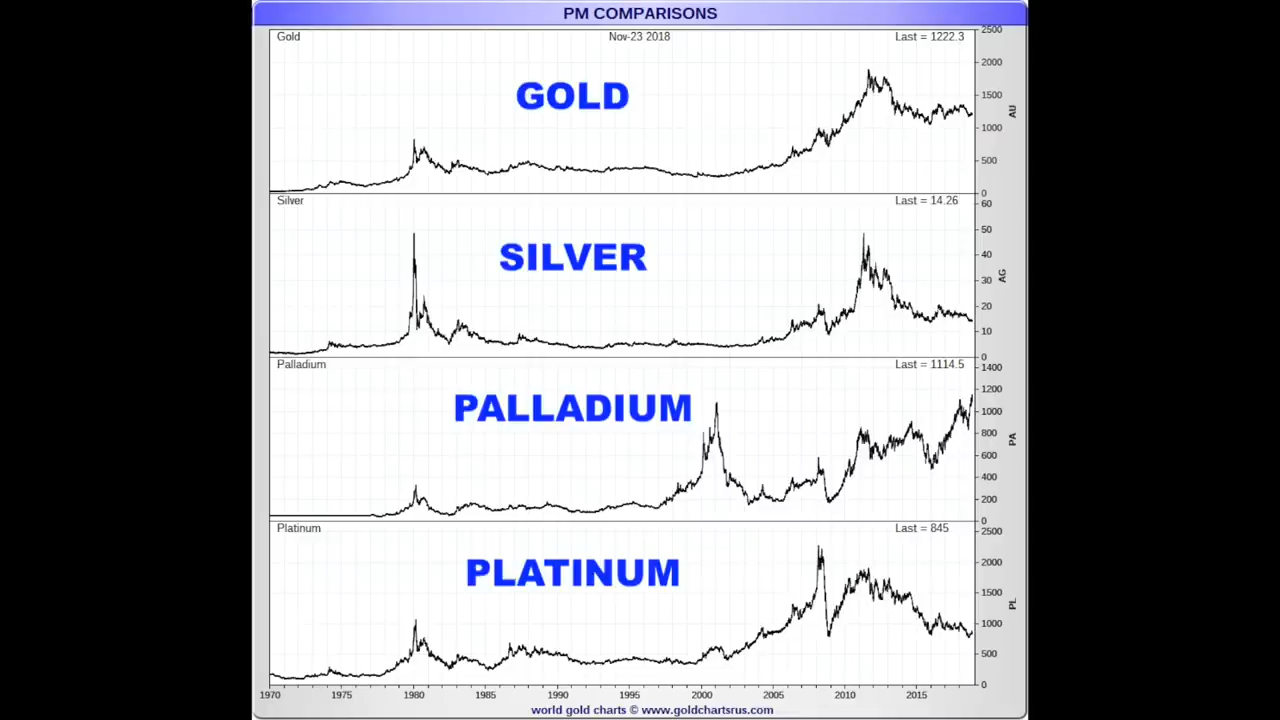 PM COMPARISONS
Gold Nov-23 2018 Last = 1222.3
GOLD
2500
2000
1500
1000
500
0
AU
Silver Last = 14.26
SILVER
60
50
40
30
20
10
0
AG
Palladium Last = 1114.5
PALLADIUM
1400
1200
1000
800
600
400
200
0
PA
Platinum Last = 845
PLATINUM
2500
2000
1500
1000
500
0
PL
1970 1975 1980 1985 1990 1995 2000 2005 2010 2015
world gold charts © www.goldchartsrus.com